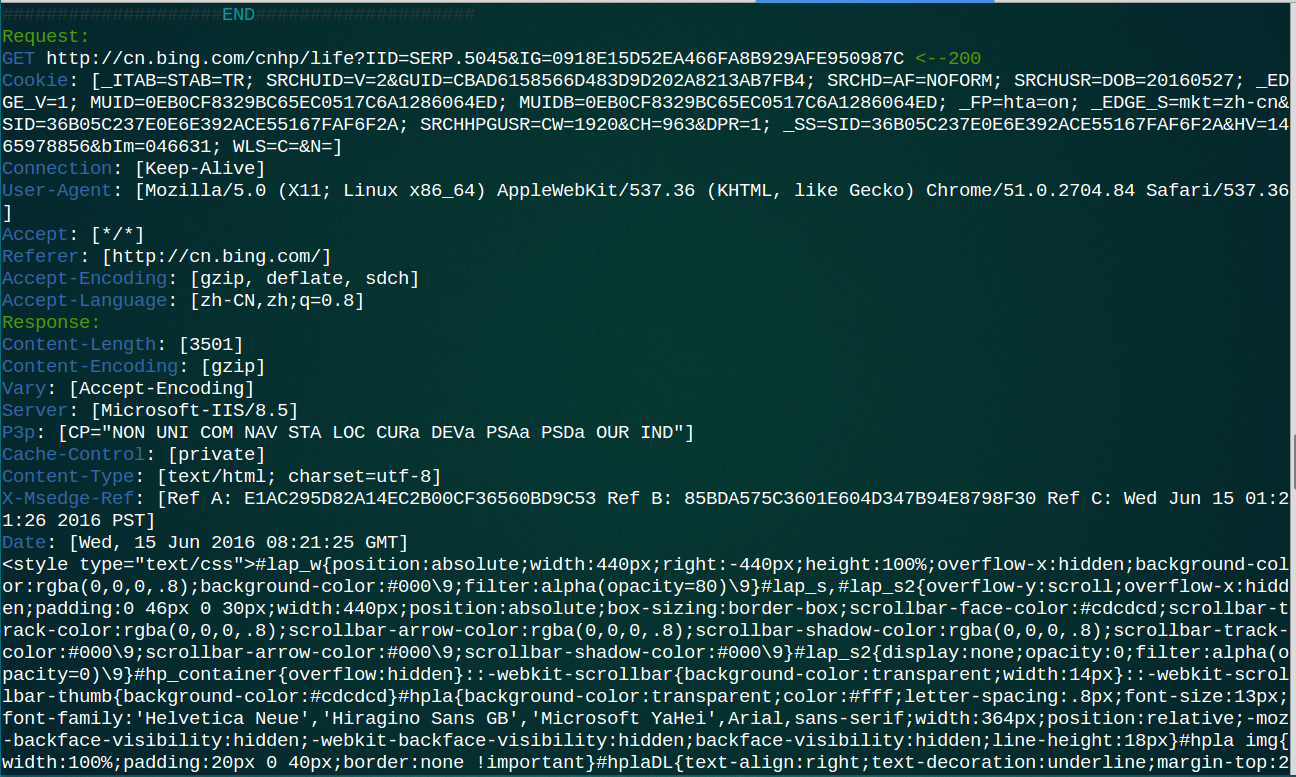 ####################END####################
Request:
GET http://cn.bing.com/cnhp/life?IID=SERP.5045&IG=0918E15D52EA466FA8B929AFE950987C <--200
Cookie: [_ITAB=STAB=TR; SRCHUID=V=2&GUID=CBAD6158566D483D9D202A8213AB7FB4; SRCHD=AF=NOFORM; SRCHUSR=DOB=20160527; _ED
GE_V=1; MUID=0EB0CF8329BC65EC0517C6A1286064ED; MUIDB=0EB0CF8329BC65EC0517C6A1286064ED; _FP=hta=on; _EDGE_S=mkt=zh-cn&
SID=36B05C237E0E6E392ACE55167FAF6F2A; SRCHHPGUSR=CW=1920&CH=963&DPR=1; _SS=SID=36B05C237E0E6E392ACE55167FAF6F2A&HV=14
65978856&bIm=046631; WLS=C=&N=]
Connection: [Keep-Alive]
User-Agent: [Mozilla/5.0 (X11; Linux x86_64) AppleWebKit/537.36 (KHTML, like Gecko) Chrome/51.0.2704.84 Safari/537.36
]
Accept: [*/*]
Referer: [http://cn.bing.com/]
Accept-Encoding: [gzip, deflate, sdch]
Accept-Language: [zh-CN,zh;q=0.8]
Response:
Content-Length: [3501]
Content-Encoding: [gzip]
Vary: [Accept-Encoding]
Server: [Microsoft-IIS/8.5]
P3p: [CP="NON UNI COM NAV STA LOC CURa DEVa PSAa PSDa OUR IND"]
Cache-Control: [private]
Content-Type: [text/html; charset=utf-8]
X-Msedge-Ref: [Ref A: E1AC295D82A14EC2B00CF36560BD9C53 Ref B: 85BDA575C3601E604D347B94E8798F30 Ref C: Wed Jun 15 01:2
1:26 2016 PST]
Date: [Wed, 15 Jun 2016 08:21:25 GMT]
<style type="text/css">#lap_w{position:absolute;width:440px;right:-440px;height:100%;overflow-x:hidden;background-col
or:rgba(0,0,0,.8);background-color:#000\9;filter:alpha(opacity=80)\9}#lap_s,#lap_s2{overflow-y:scroll;overflow-x:hidd
en;padding:0 46px 0 30px;width:440px;position:absolute;box-sizing:border-box;scrollbar-face-color:#cdcdcd;scrollbar-t
rack-color:rgba(0,0,0,.8);scrollbar-arrow-color:rgba(0,0,0,.8);scrollbar-shadow-color:rgba(0,0,0,.8);scrollbar-track-
color:#000\9;scrollbar-arrow-color:#000\9;scrollbar-shadow-color:#000\9}#lap_s2{display:none;opacity:0;filter:alpha(o
pacity=0)\9}#hp_container{overflow:hidden}::-webkit-scrollbar{background-color:transparent;width:14px}::-webkit-scrol
lbar-thumb{background-color:#cdcdcd}#hpla{background-color:transparent;color:#fff;letter-spacing:.8px;font-size:13px;
font-family:'Helvetica Neue','Hiragino Sans GB','Microsoft YaHei',Arial,sans-serif;width:364px;position:relative;-moz
-backface-visibility:hidden;-webkit-backface-visibility:hidden;backface-visibility:hidden;line-height:18px}#hpla img{
width:100%;padding:20px 0 40px;border:none !important}#hplaDL{text-align:right;text-decoration:underline;margin-top:2